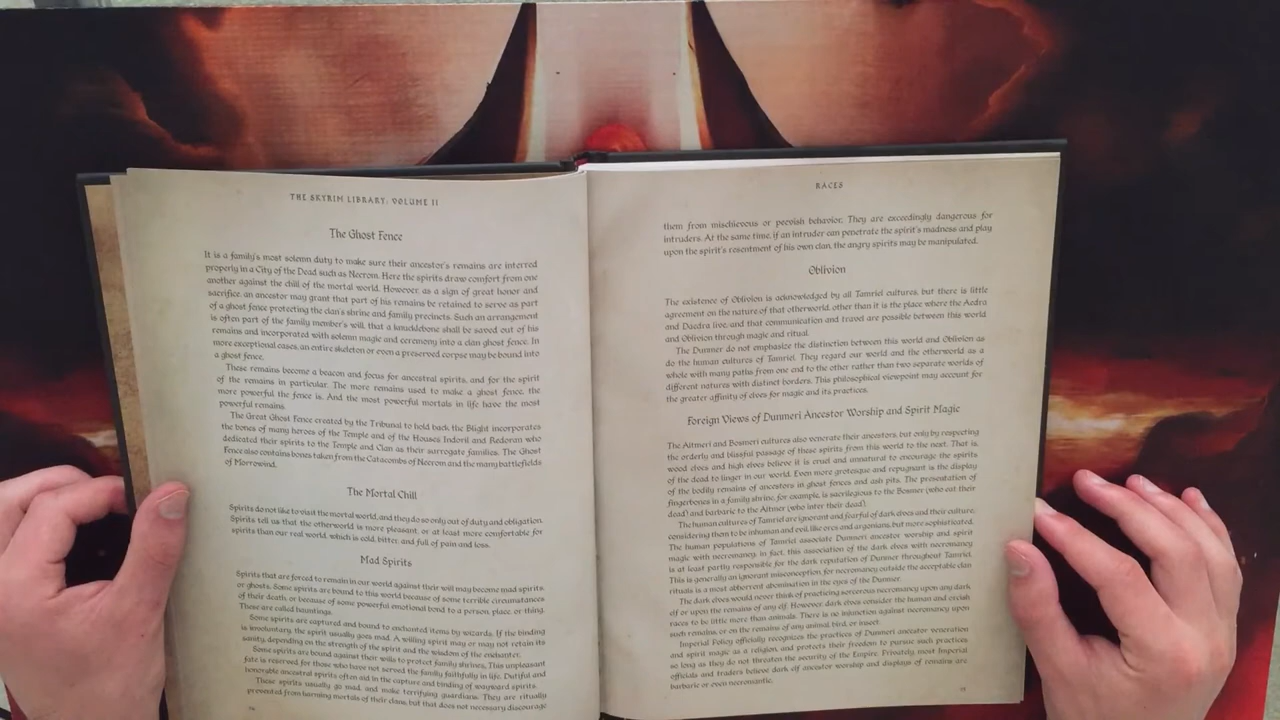 THE SKYRIM LIBRARY: VOLUME II
The Ghost Fence
It is a family's most solemn duty to make sure their ancestor's remains are interred
properly in a City of the Dead such as Necrom. Here the spirits draw comfort from one
another against the chill of the mortal world. However, as a sign of great honor and
sacrifice, an ancestor may grant that part of his remains be retained to serve as part
of a ghost fence protecting the clan's shrine and family precincts. Such an arrangement
is often part of the family member's will, that a knucklebone shall be saved out of his
remains and incorporated with solemn magic and ceremony into a clan ghost fence. In
more exceptional cases, an entire skeleton or even a preserved corpse may be bound into
a ghost fence.
These remains become a beacon and focus for ancestral spirits, and for the spirit
of the remains in particular. The more remains used to make a ghost fence, the
more powerful the fence is. And the most powerful mortals in life have the most
powerful remains.
The Great Ghost Fence created by the Tribunal to hold back the Blight incorporates
the bones of many heroes of the Temple and of the Houses Indoril and Redoran who
dedicated their spirits to the Temple and Clan as their surrogate families. The Ghost
Fence also contains bones taken from the Catacombs of Necrom and the many battlefields
of Morrowind.
The Mortal Chill
Spirits do not like to visit the mortal world, and they do so only out of duty and obligation.
Spirits tell us that the otherworld is more pleasant, or at least more comfortable for
spirits than our real world, which is cold, bitter, and full of pain and loss.
Mad Spirits
Spirits that are forced to remain in our world against their will may become mad spirits
or ghosts. Some spirits are bound to this world because of some terrible circumstances
of their death, or because of some powerful emotional bond to a person, place, or thing.
These are called hauntings.
Some spirits are captured and bound to enchanted items by wizards. If the binding
is involuntary, the spirit usually goes mad. A willing spirit may or may not retain its
sanity, depending on the strength of the spirit and the wisdom of the enchanter.
Some spirits are bound against their wills to protect family shrines. This unpleasant
fate is reserved for those who have not served the family faithfully in life. Dutiful and
honorable ancestral spirits often aid in the capture and binding of wayward spirits.
These spirits usually go mad, and make terrifying guardians. They are ritually
prevented from harming mortals of their clans, but that does not necessary discourage
RACES
them from mischievous or peevish behavior. They are exceedingly dangerous for
intruders. At the same time, if an intruder can penetrate the spirit's madness and play
upon the spirit's resentment of his own clan, the angry spirits may be manipulated.
Oblivion
The existence of Oblivion is acknowledged by all Tamriel cultures, but there is little
agreement on the nature of that otherworld, other than it is the place where the Aedra
and Daedra live, and that communication and travel are possible between this world
and Oblivion through magic and ritual.
The Dunmer do not emphasize the distinction between this world and Oblivion as
do the human cultures of Tamriel. They regard our world and the otherworld as a
whole with many paths from one end to the other rather than two separate worlds of
different natures with distinct borders. This philosophical viewpoint may account for
the greater affinity of elves for magic and its practices.
Foreign Views of Dunmeri Ancestor Worship and Spirit Magic
The Altmeri and Bosmeri cultures also venerate their ancestors, but only by respecting
the orderly and blissful passage of these spirits from this world to the next. That is,
wood elves and high elves believe it is cruel and unnatural to encourage the spirits
of the dead to linger in our world. Even more grotesque and repugnant is the display
of the bodily remains of ancestors in ghost fences and ash pits. The presentation of
fingerbones in a family shrine, for example, is sacrilegious to the Bosmer (who eat their
dead) and barbaric to the Altmer (who inter their dead).
The human cultures of Tamriel are ignorant and fearful of dark elves and their culture,
considering them to be inhuman and evil, like orcs and argonians, but more sophisticated.
The human populations of Tamriel associate Dunmeri ancestor worship and spirit
magic with necromancy; in fact, this association of the dark elves with necromancy
is at least partly responsible for the dark reputation of Dunmer throughout Tamriel.
This is generally an ignorant misconception, for necromancy outside the acceptable clan
rituals is a most abhorrent abomination in the eyes of the Dunmer.
The dark elves would never think of practicing sorcerous necromancy upon any dark
elf or upon the remains of any elf. However, dark elves consider the human and orcish
races to be little more than animals. There is no injunction against necromancy upon
such remains, or on the remains of any animal, bird, or insect.
Imperial Policy officially recognizes the practices of Dunmeri ancestor veneration
and spirit magic as a religion, and protects their freedom to pursue such practices
so long as they do not threaten the security of the Empire. Privately, most Imperial
officials and traders believe dark elf ancestor worship and displays of remains are
barbaric or even necromantic.